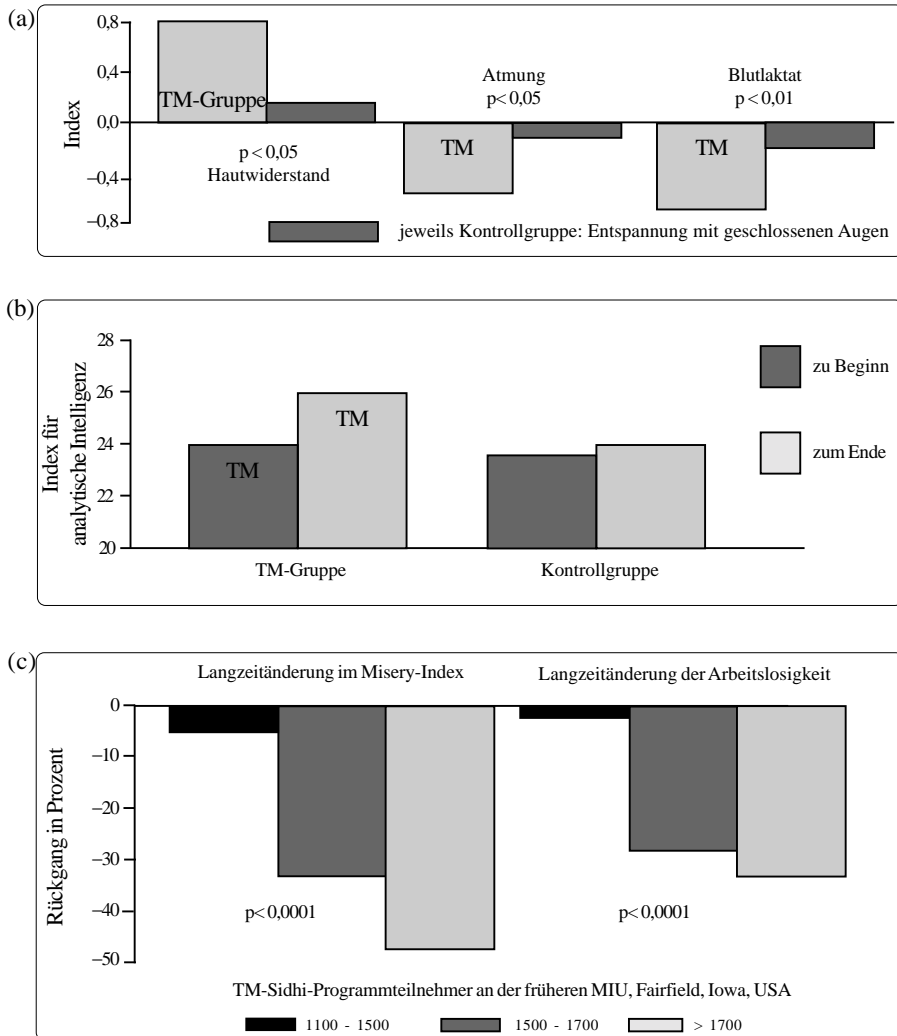 (a)
0,8
0,4
0,0
−0,4
−0,8
Index
TM-Gruppe
p < 0,05
Hautwiderstand
Atmung
p<0,05
TM
Blutlaktat
p < 0,01
TM
jeweils Kontrollgruppe: Entspannung mit geschlossenen Augen
(b)
28
26
24
22
20
Index für
analytische Intelligenz
TM
TM
zu Beginn
zum Ende
TM-Gruppe
Kontrollgruppe
(c)
Langzeitänderung im Misery-Index
Langzeitänderung der Arbeitslosigkeit
0
−10
−20
−30
−40
−50
Rückgang in Prozent
p< 0,0001
p< 0,0001
TM-Sidhi-Programmteilnehmer an der früheren MIU, Fairfield, Iowa, USA
1100 - 1500
1500 - 1700
> 1700